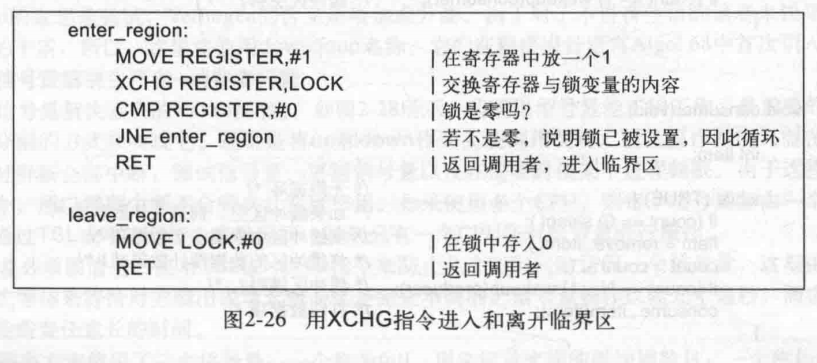 enter_region:
MOVE REGISTER,#1 | 在寄存器中放一个1
XCHG REGISTER,LOCK | 交换寄存器与锁变量的内容
CMP REGISTER,#0 | 锁是零吗?
JNE enter_region | 若不是零,说明锁已被设置,因此循环
RET | 返回调用者,进入临界区
leave_region:
MOVE LOCK,#0 | 在锁中存入0
RET | 返回调用者
图2-26 用XCHG指令进入和离开临界区